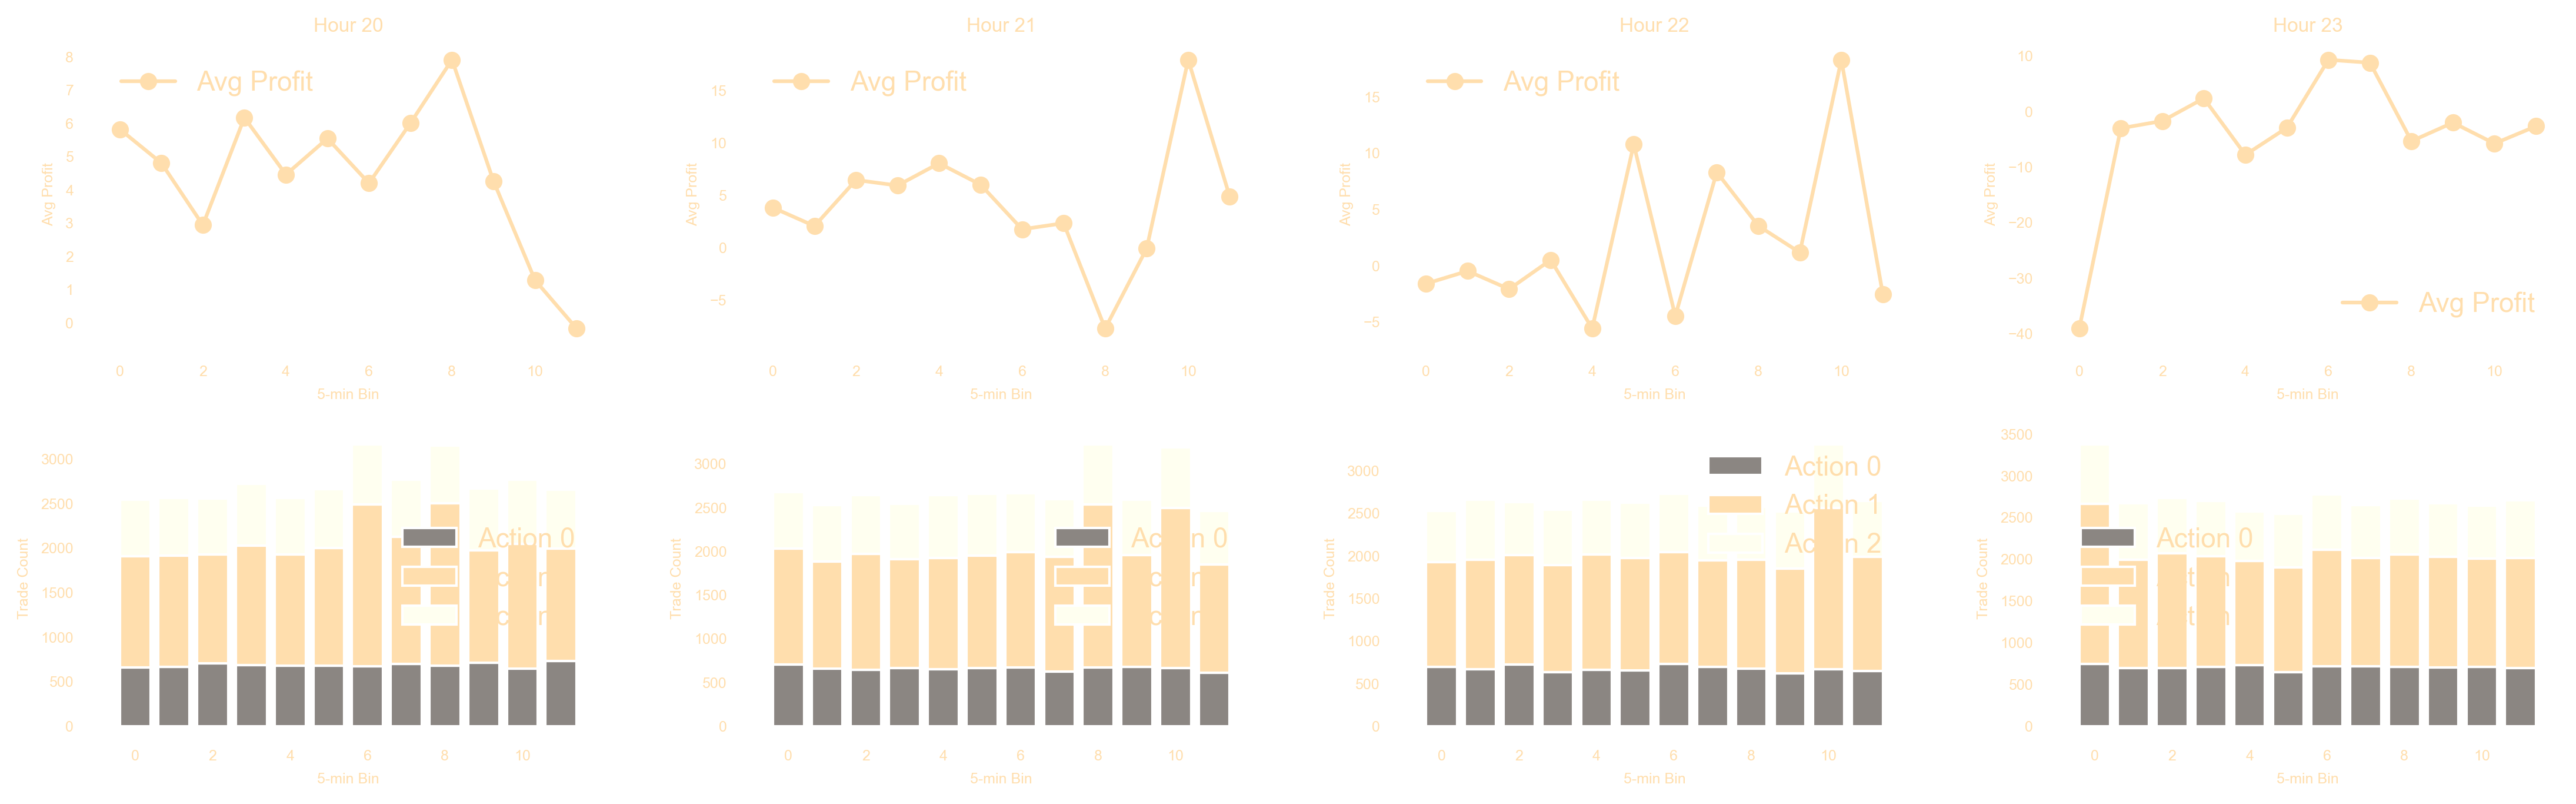 Hour 20
8
7
6
5
4
3
2
1
0
Avg Profit
Avg Profit
0 2 4 6 8 10
5-min Bin
Hour 21
15
10
5
0
−5
Avg Profit
Avg Profit
0 2 4 6 8 10
5-min Bin
Hour 22
15
10
5
0
−5
Avg Profit
Avg Profit
0 2 4 6 8 10
5-min Bin
Hour 23
10
0
−10
−20
−30
−40
Avg Profit
Avg Profit
0 2 4 6 8 10
5-min Bin
3000
2500
2000
1500
1000
500
0
Trade Count
Action 0
0 2 4 6 8 10
5-min Bin
3000
2500
2000
1500
1000
500
0
Trade Count
Action 0
0 2 4 6 8 10
5-min Bin
3000
2500
2000
1500
1000
500
0
Trade Count
Action 0
Action 1
Action 2
0 2 4 6 8 10
5-min Bin
3500
3000
2500
2000
1500
1000
500
0
Trade Count
Action 0
0 2 4 6 8 10
5-min Bin